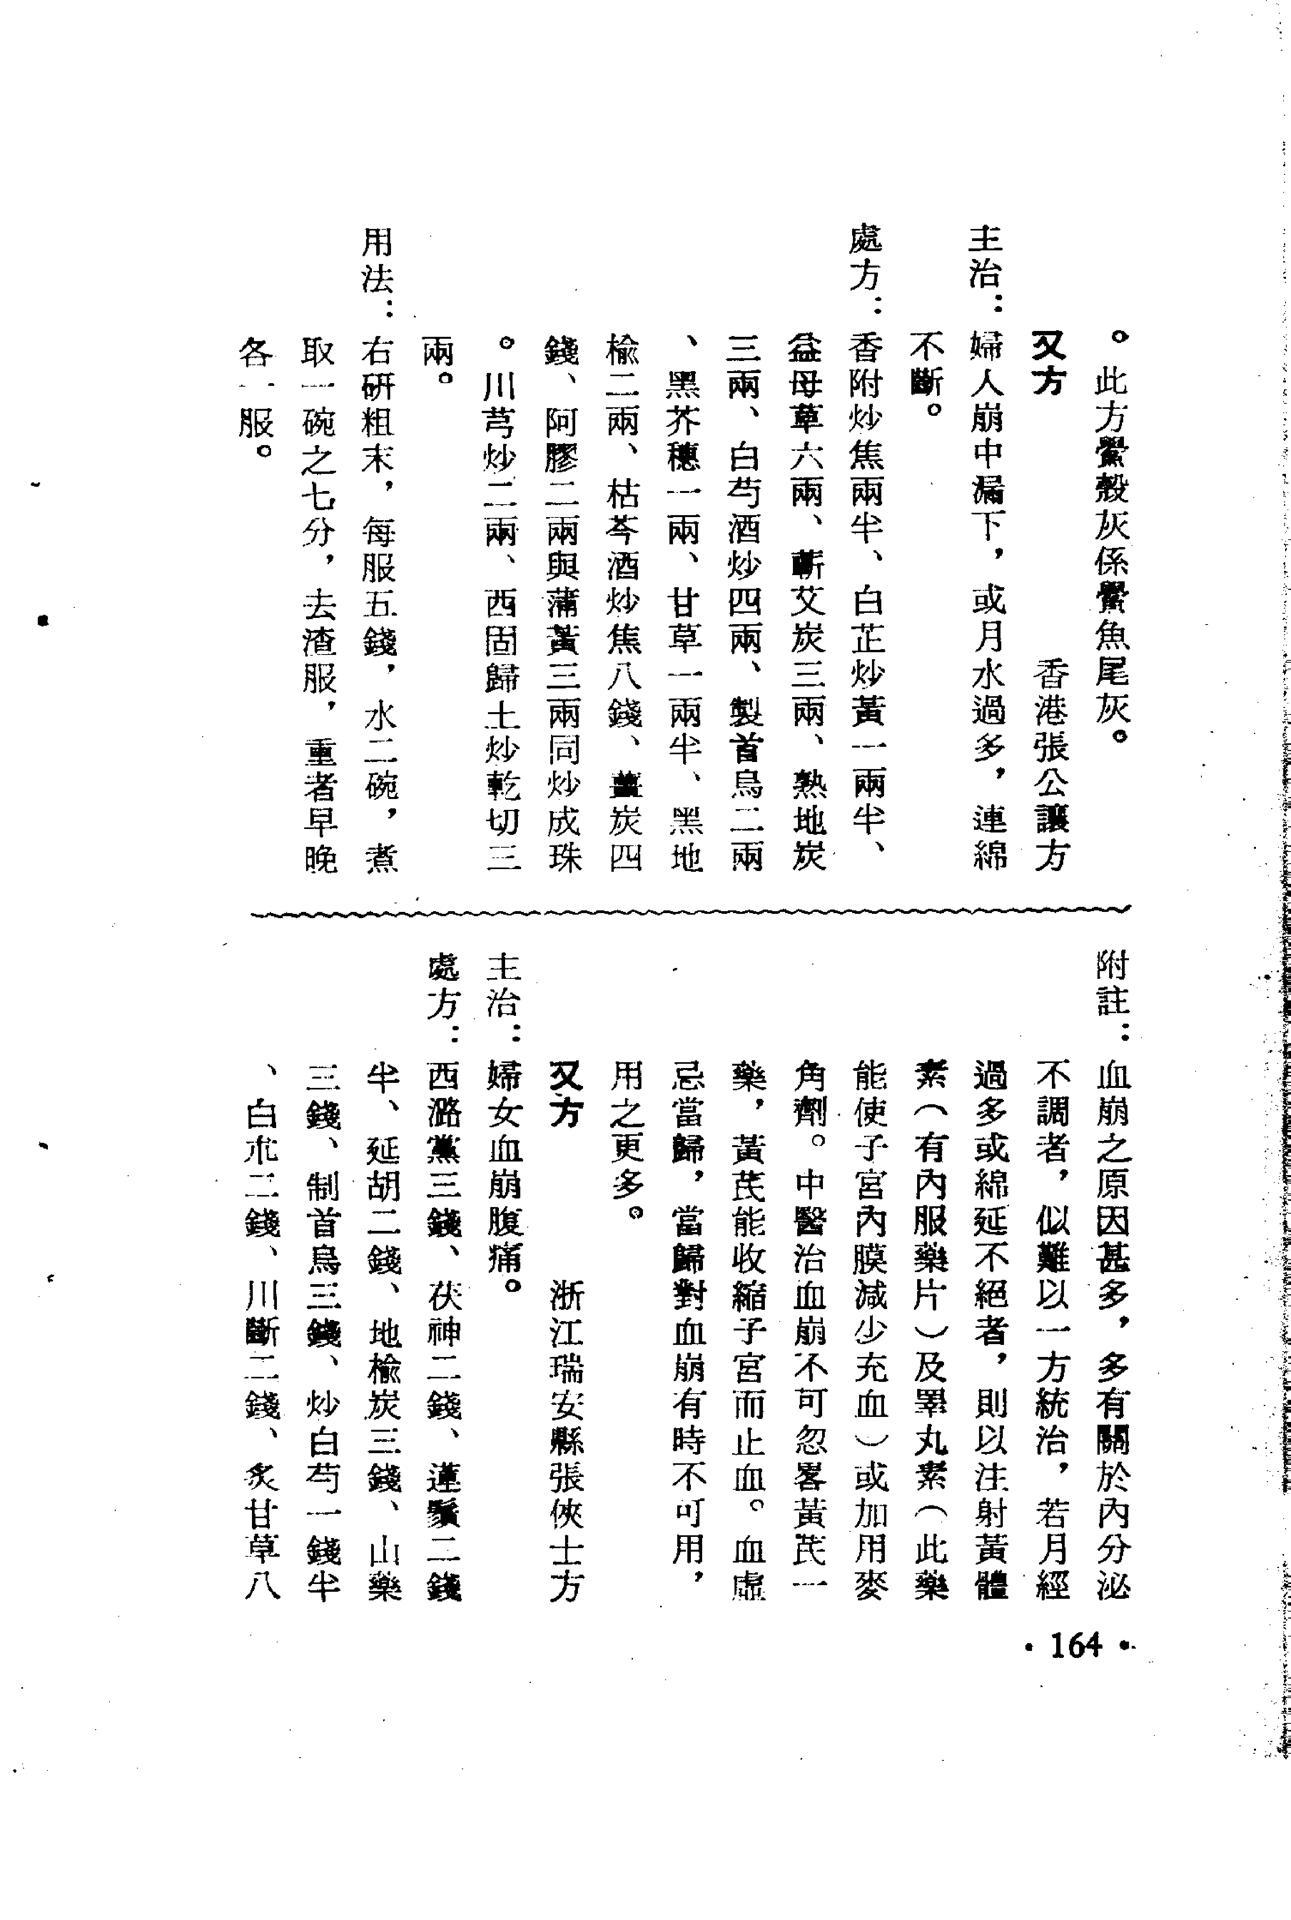 。此方鱟殼灰係鱟魚尾灰。
又方　　香港張公讓方
主治：婦人崩中漏下，或月水過多，連綿
不斷。
處方：香附炒焦兩半、白芷炒黃一兩半、
益母草六兩、蘄艾炭三兩、熟地炭
三兩、白芍酒炒四兩、製首烏二兩
、黑芥穗一兩、甘草一兩半、黑地
榆二兩、枯芩酒炒焦八錢、薑炭四
錢、阿膠二兩與蒲黃三兩同炒成珠
。川芎炒二兩、西固歸土炒乾切三
兩。
用法：右研粗末，每服五錢，水二碗，煮
取一碗之七分，去渣服，重者早晚
各一服。
附註：血崩之原因甚多，多有關於內分泌
不調者，似難以一方統治，若月經
過多或綿延不絕者，則以注射黃體
素（有內服藥片）及睪丸素（此藥
能使子宮內膜減少充血）或加用麥
角劑。中醫治血崩不可忽畧黃芪一
藥，黃芪能收縮子宮而止血。血虛
忌當歸，當歸對血崩有時不可用，
用之更多。
又方　　浙江瑞安縣張俠士方
主治：婦女血崩腹痛。
處方：西潞黨三錢、茯神二錢、蓮鬚二錢
半、延胡二錢、地榆炭三錢、山藥
三錢、制首烏三錢、炒白芍一錢半
、白朮二錢、川斷二錢、炙甘草八
• 164 •